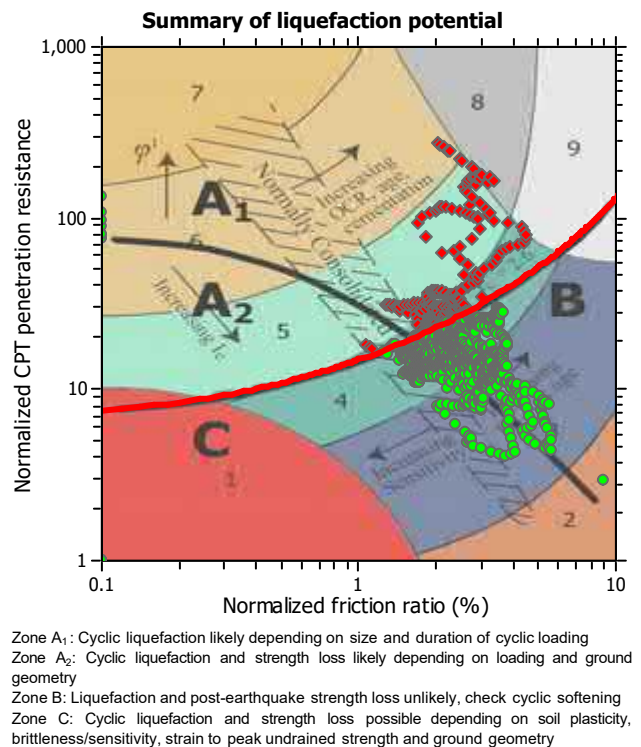 Summary of liquefaction potential
1,000
7
8
9
φ'
Increasing
OCR, age,
cementation
A1
Normally Consolidated
100
6
A2
Increasing Ic
B
5
10
4
C
Increasing
Sensitivity
1
2
1
0.1
1
10
Normalized CPT penetration resistance
Normalized friction ratio (%)
Zone A1: Cyclic liquefaction likely depending on size and duration of cyclic loading
Zone A2: Cyclic liquefaction and strength loss likely depending on loading and ground
geometry
Zone B: Liquefaction and post-earthquake strength loss unlikely, check cyclic softening
Zone C: Cyclic liquefaction and strength loss possible depending on soil plasticity,
brittleness/sensitivity, strain to peak undrained strength and ground geometry